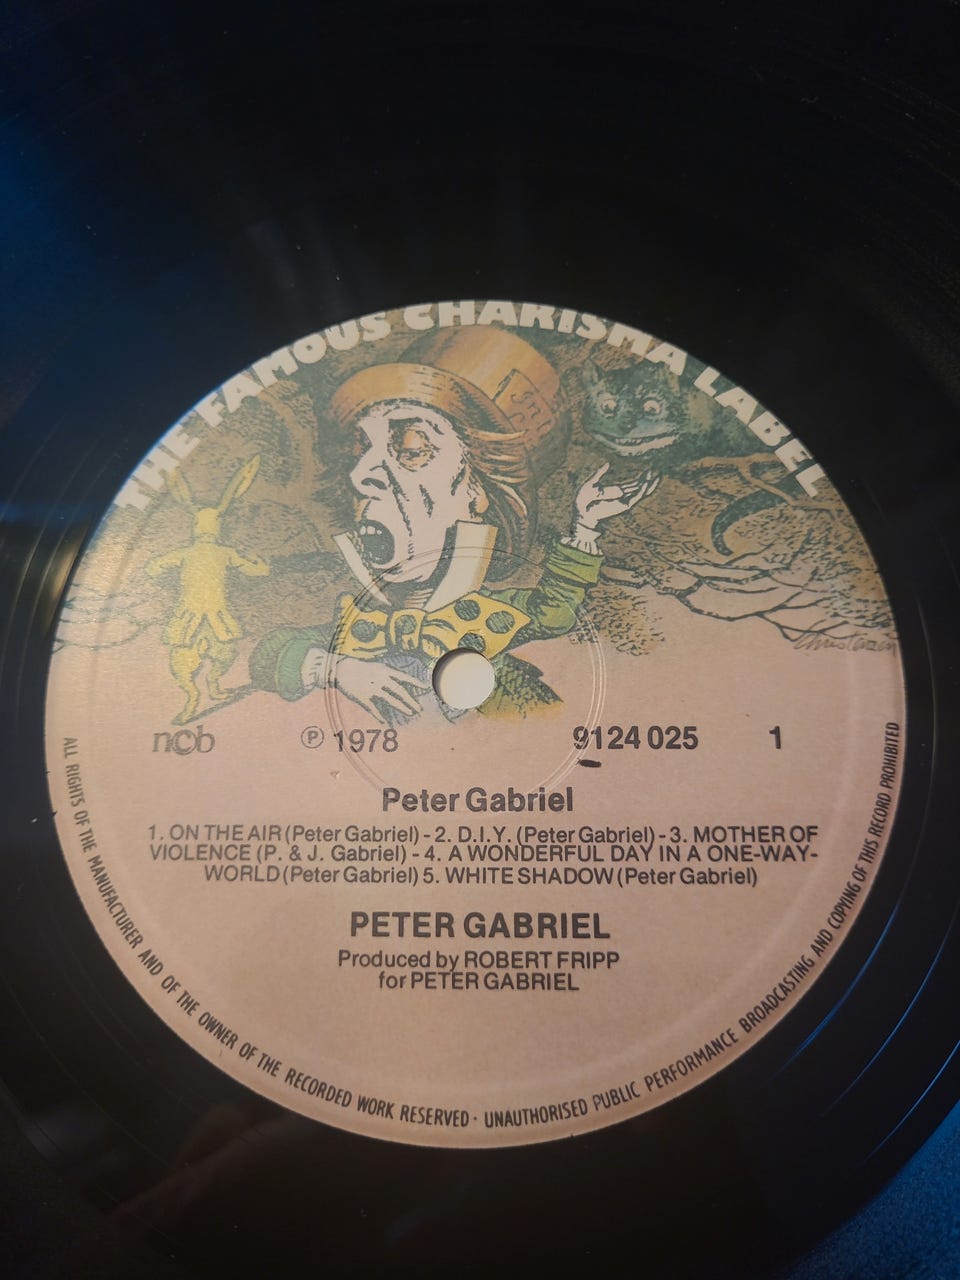 THE FAMOUS CHARISMA LABEL
Christensen
ncb ℗ 1978 9124 025 1
Peter Gabriel
1. ON THE AIR (Peter Gabriel) - 2. D.I.Y. (Peter Gabriel) - 3. MOTHER OF
VIOLENCE (P. & J. Gabriel) - 4. A WONDERFUL DAY IN A ONE-WAY-
WORLD (Peter Gabriel) 5. WHITE SHADOW (Peter Gabriel)
PETER GABRIEL
Produced by ROBERT FRIPP
for PETER GABRIEL
ALL RIGHTS OF THE MANUFACTURER AND OF THE OWNER OF THE RECORDED WORK RESERVED · UNAUTHORISED PUBLIC PERFORMANCE BROADCASTING AND COPYING OF THIS RECORD PROHIBITED